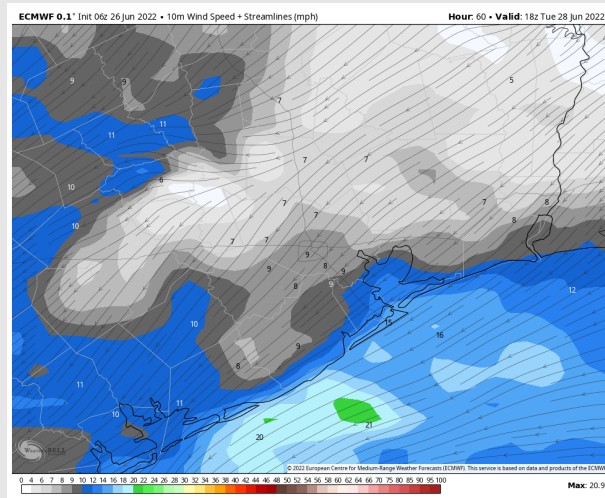 ECMWF 0.1° Init 06z 26 Jun 2022 • 10m Wind Speed + Streamlines (mph) Hour: 60 • Valid: 18z Tue 28 Jun 2022
9 9 5
7
11 11
7 7
10 6
7 7 8
10 7 8
7 7
9 9 8 9
8 9 12
10 15 16
9
8
11
10 11
20 21
WeatherBELL
© 2022 European Centre for Medium-Range Weather Forecasts (ECMWF). This service is based on data and products of the ECMWF
0 4 6 7 8 9 10 12 14 16 18 20 22 24 26 28 30 32 34 36 38 40 42 44 46 48 50 52 54 56 58 60 62 64 66 70 75 80 85 90 95 100
Max: 20.9